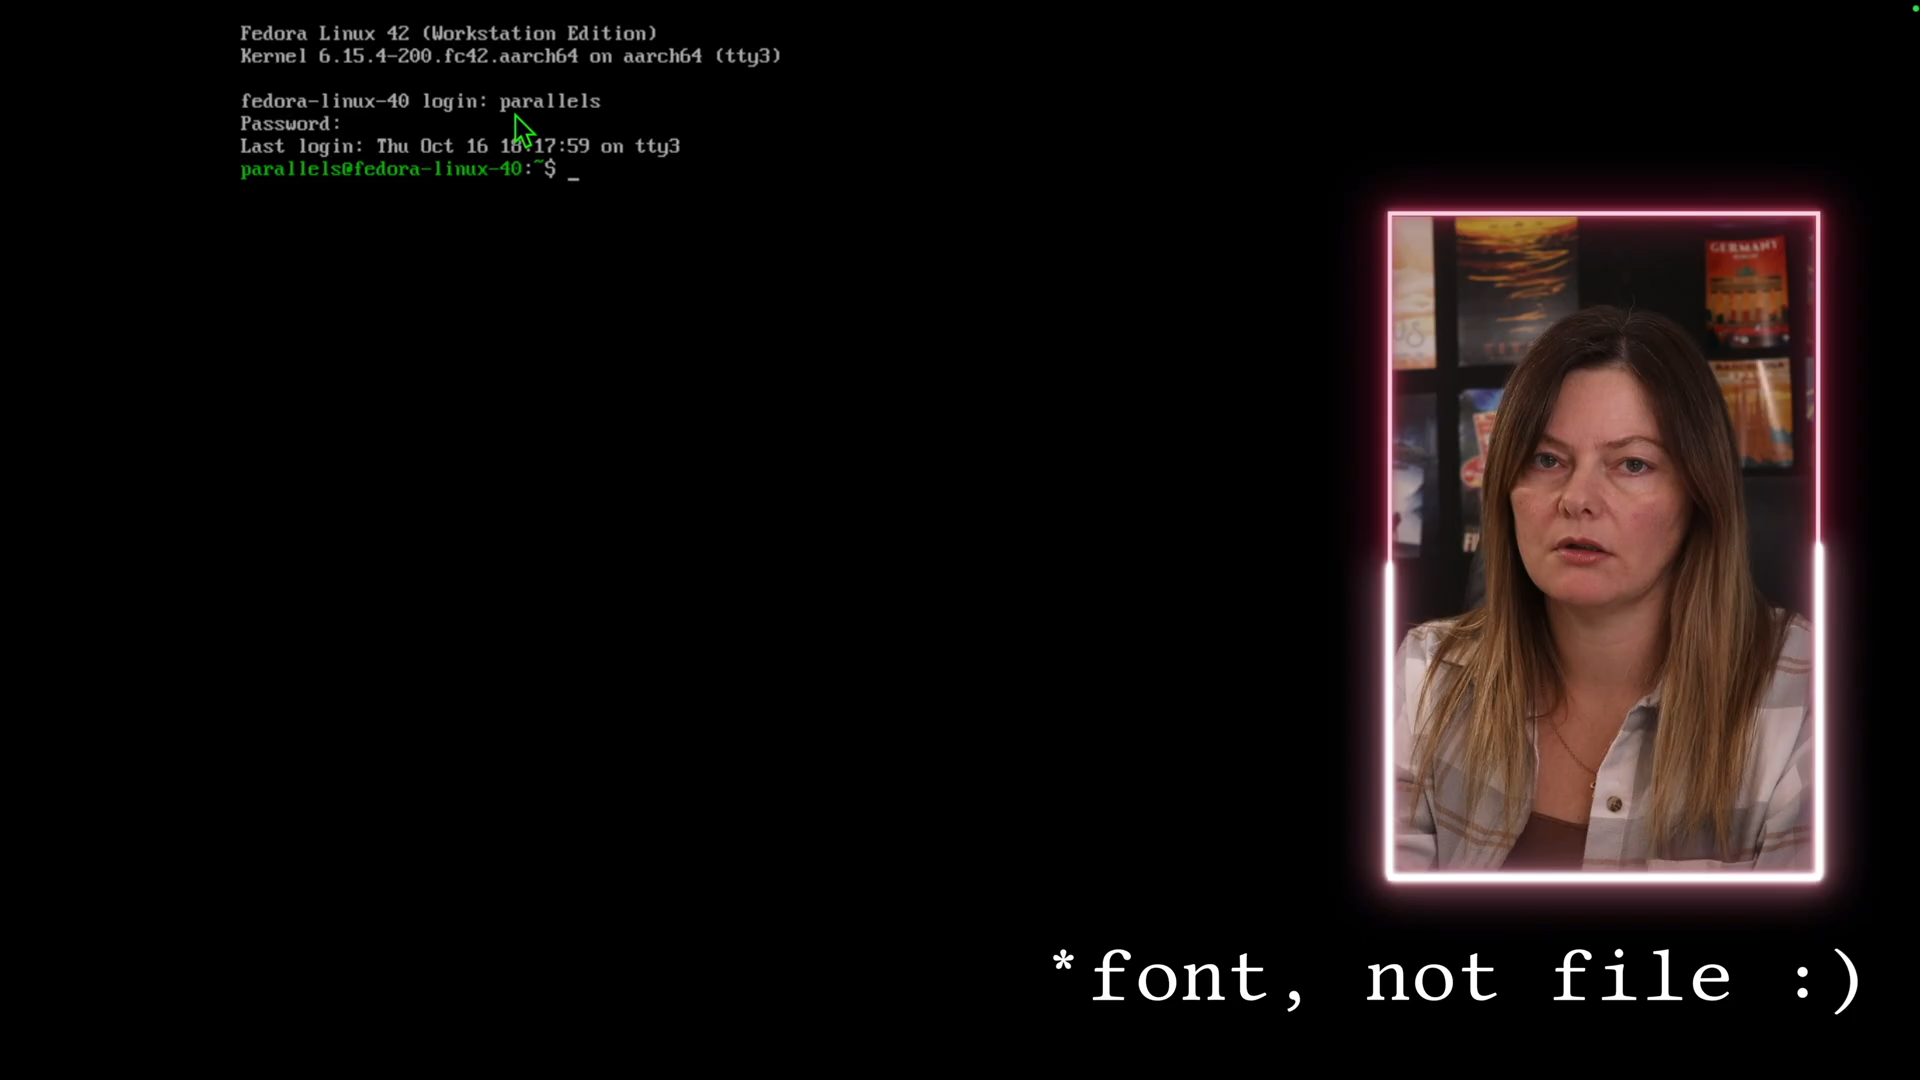 Fedora Linux 42 (Workstation Edition)
Kernel 6.15.4-200.fc42.aarch64 on aarch64 (tty3)
fedora-linux-40 login: parallels
Password:
Last login: Thu Oct 16 18:17:59 on tty3
parallels@fedora-linux-40:~$ _
GERMANY
*font, not file :)